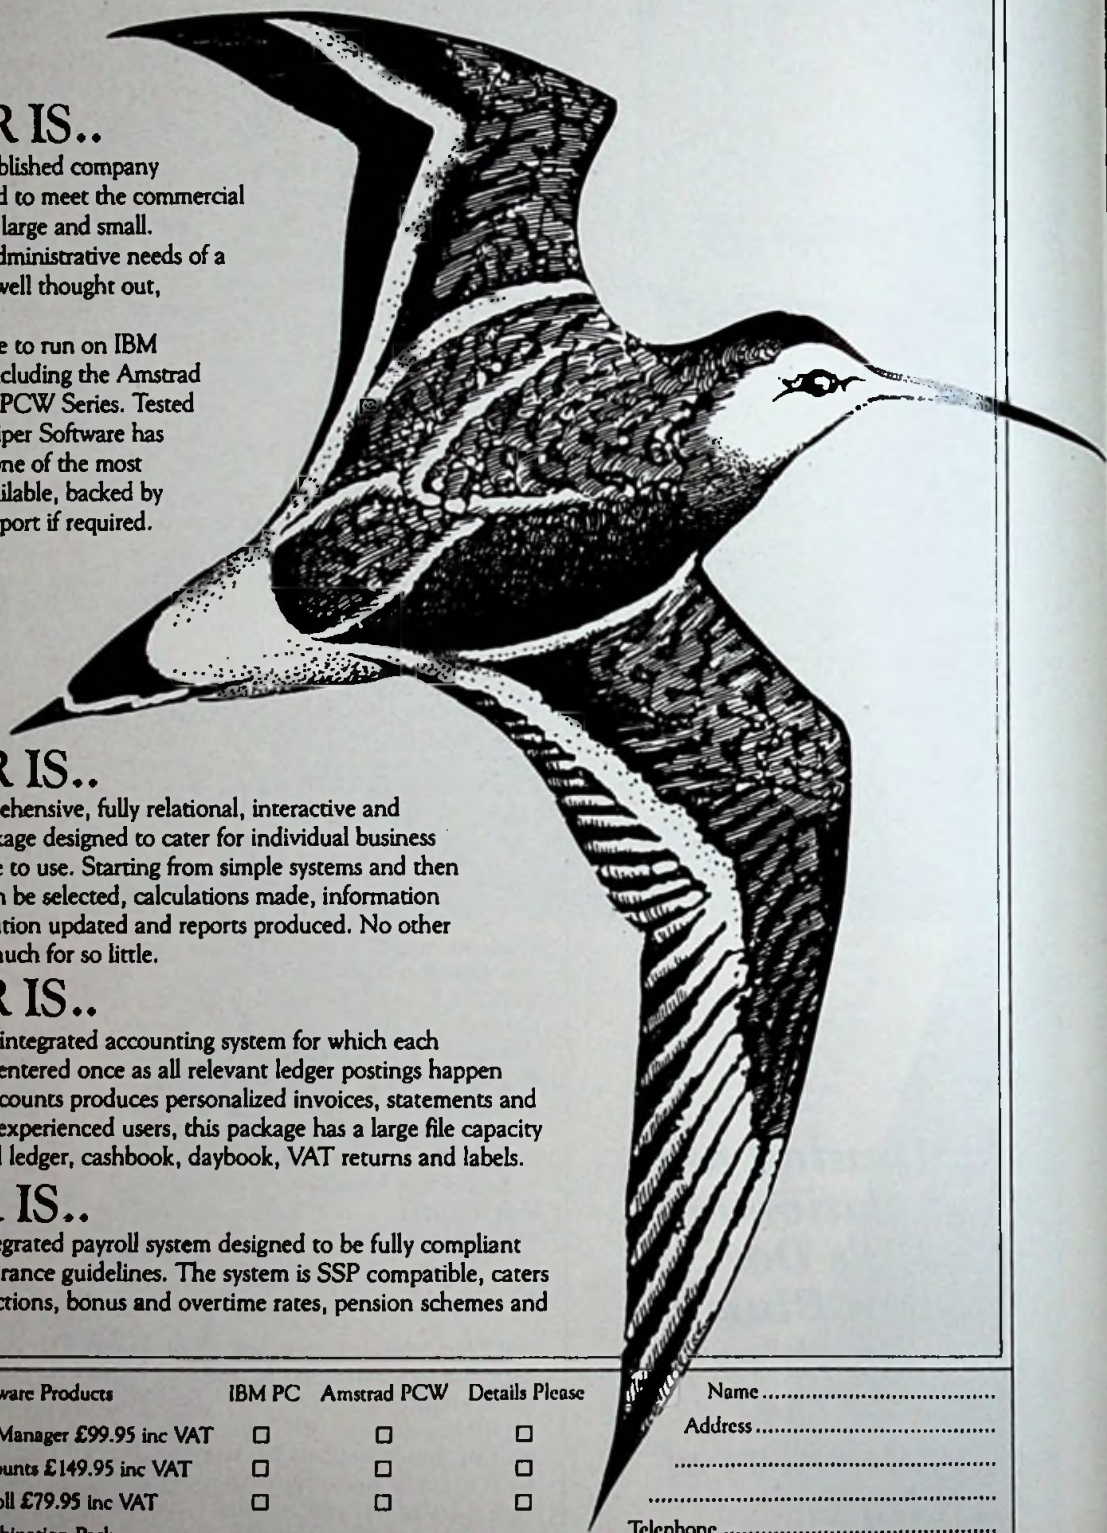 R IS..
blished company
d to meet the commercial
large and small.
dministrative needs of a
well thought out,
e to run on IBM
cluding the Amstrad
PCW Series. Tested
iper Software has
ne of the most
ilable, backed by
port if required.
R IS..
ehensive, fully relational, interactive and
kage designed to cater for individual business
e to use. Starting from simple systems and then
n be selected, calculations made, information
ation updated and reports produced. No other
much for so little.
R IS..
integrated accounting system for which each
entered once as all relevant ledger postings happen
counts produces personalized invoices, statements and
experienced users, this package has a large file capacity
l ledger, cashbook, daybook, VAT returns and labels.
IS..
egrated payroll system designed to be fully compliant
rance guidelines. The system is SSP compatible, caters
ctions, bonus and overtime rates, pension schemes and
ware Products IBM PC Amstrad PCW Details Please
Manager £99.95 inc VAT
ounts £149.95 inc VAT
oll £79.95 inc VAT
Name
Address
Telephone